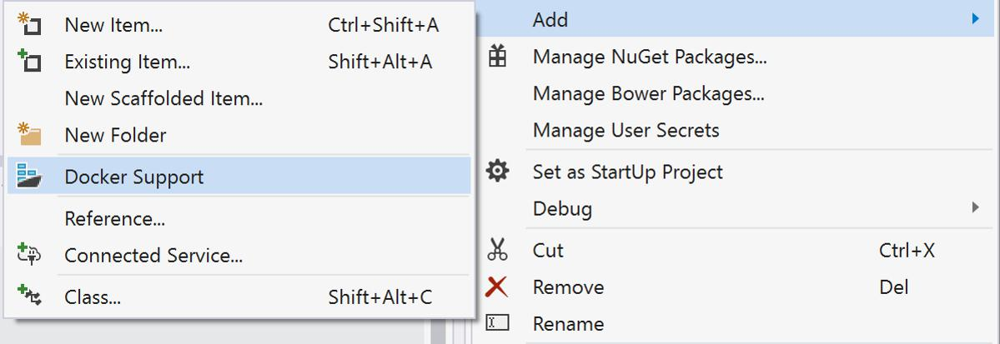 New Item... Ctrl+Shift+A
Existing Item... Shift+Alt+A
New Scaffolded Item...
New Folder
Docker Support
Reference...
Connected Service...
Class... Shift+Alt+C
Add
Manage NuGet Packages...
Manage Bower Packages...
Manage User Secrets
Set as StartUp Project
Debug
Cut Ctrl+X
Remove Del
Rename